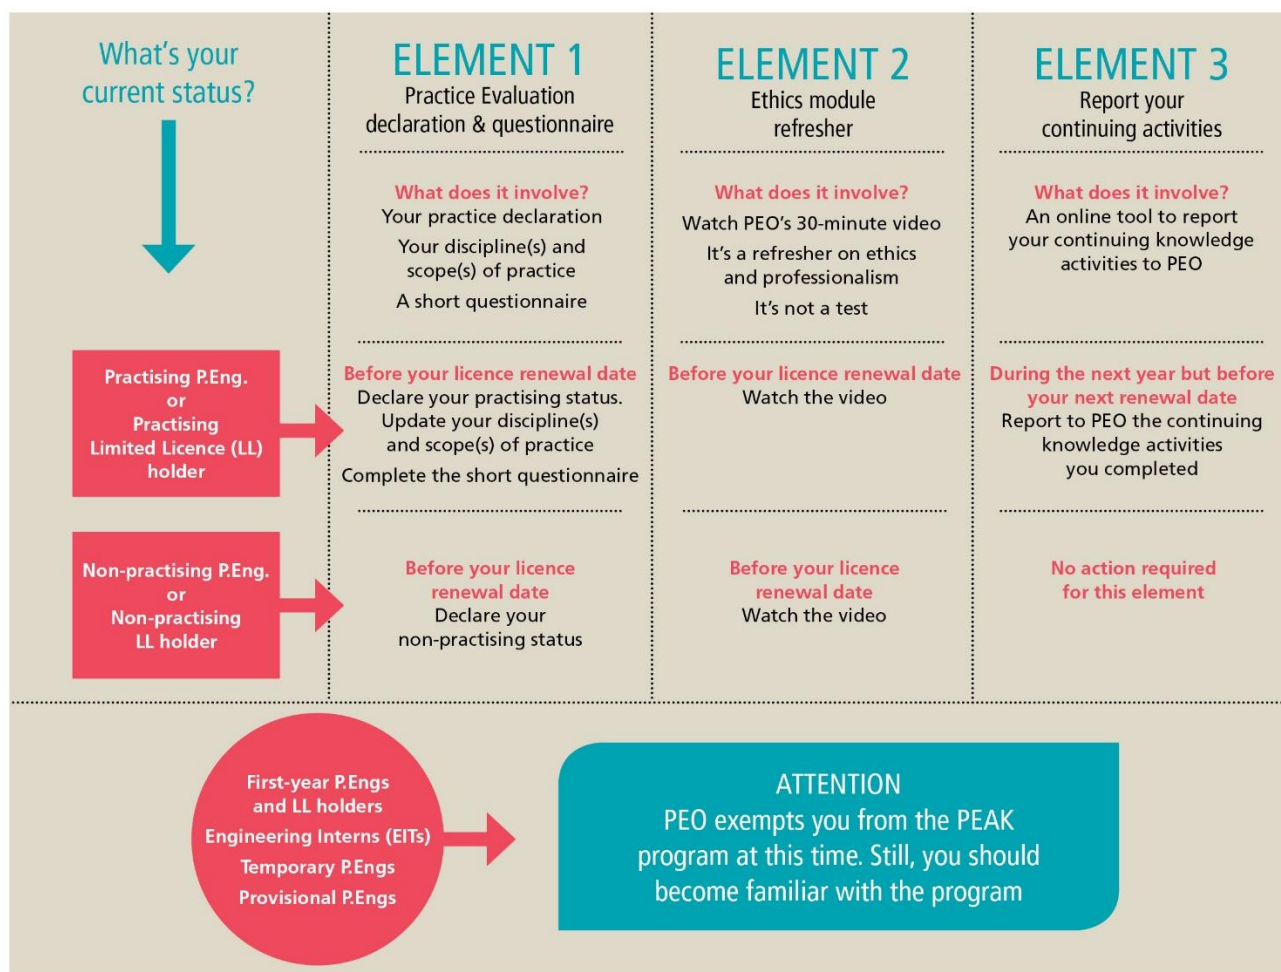 What's your
current status?
ELEMENT 1
Practice Evaluation
declaration & questionnaire
ELEMENT 2
Ethics module
refresher
ELEMENT 3
Report your
continuing activities
What does it involve?
Your practice declaration
Your discipline(s) and
scope(s) of practice
A short questionnaire
What does it involve?
Watch PEO's 30-minute video
It's a refresher on ethics
and professionalism
It's not a test
What does it involve?
An online tool to report
your continuing knowledge
activities to PEO
Practising P.Eng.
or
Practising
Limited Licence (LL)
holder
Before your licence renewal date
Declare your practising status.
Update your discipline(s)
and scope(s) of practice
Complete the short questionnaire
Before your licence renewal date
Watch the video
During the next year but before
your next renewal date
Report to PEO the continuing
knowledge activities
you completed
Non-practising P.Eng.
or
Non-practising
LL holder
Before your licence
renewal date
Declare your
non-practising status
Before your licence
renewal date
Watch the video
No action required
for this element
First-year P.Engs
and LL holders
Engineering Interns (EITs)
Temporary P.Engs
Provisional P.Engs
ATTENTION
PEO exempts you from the PEAK
program at this time. Still, you should
become familiar with the program